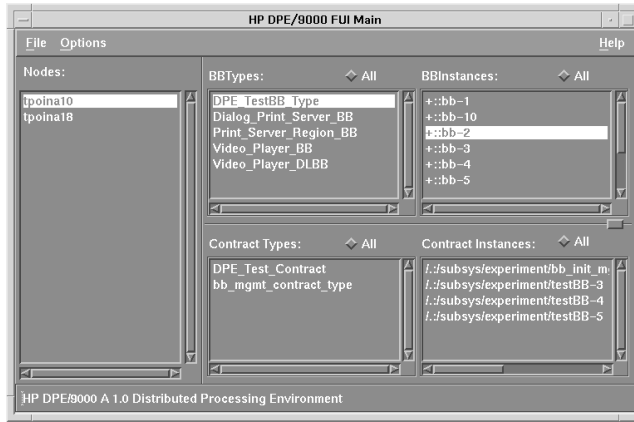 HP DPE/9000 FUI Main
File Options Help
Nodes:
tpoina10
tpoina18
BBTypes: All
DPE_TestBB_Type
Dialog_Print_Server_BB
Print_Server_Region_BB
Video_Player_BB
Video_Player_DLBB
BBInstances: All
+::bb-1
+::bb-10
+::bb-2
+::bb-3
+::bb-4
+::bb-5
Contract Types: All
DPE_Test_Contract
bb_mgmt_contract_type
Contract Instances: All
/.:/subsys/experiment/bb_init_m
/.:/subsys/experiment/testBB-3
/.:/subsys/experiment/testBB-4
/.:/subsys/experiment/testBB-5
HP DPE/9000 A 1.0 Distributed Processing Environment